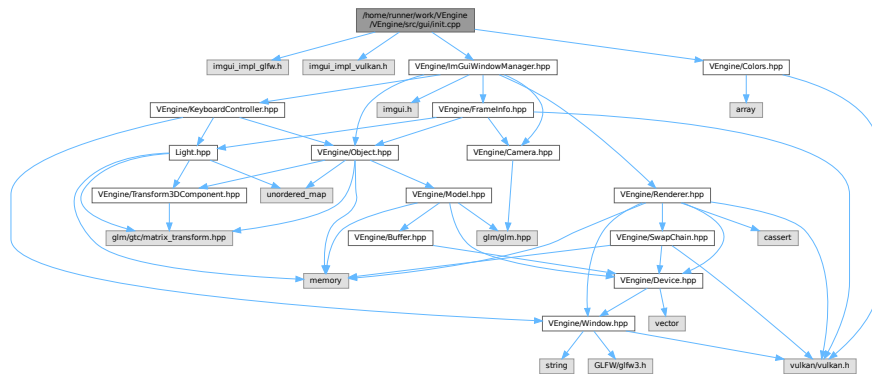 /home/runner/work/VEngine
/VEngine/src/gui/init.cpp
imgui_impl_glfw.h
imgui_impl_vulkan.h
VEngine/ImGuiWindowManager.hpp
VEngine/Colors.hpp
VEngine/KeyboardController.hpp
imgui.h
VEngine/FrameInfo.hpp
array
Light.hpp
VEngine/Object.hpp
VEngine/Camera.hpp
VEngine/Transform3DComponent.hpp
unordered_map
VEngine/Model.hpp
VEngine/Renderer.hpp
glm/gtc/matrix_transform.hpp
VEngine/Buffer.hpp
glm/glm.hpp
VEngine/SwapChain.hpp
cassert
memory
VEngine/Device.hpp
VEngine/Window.hpp
vector
string
GLFW/glfw3.h
vulkan/vulkan.h